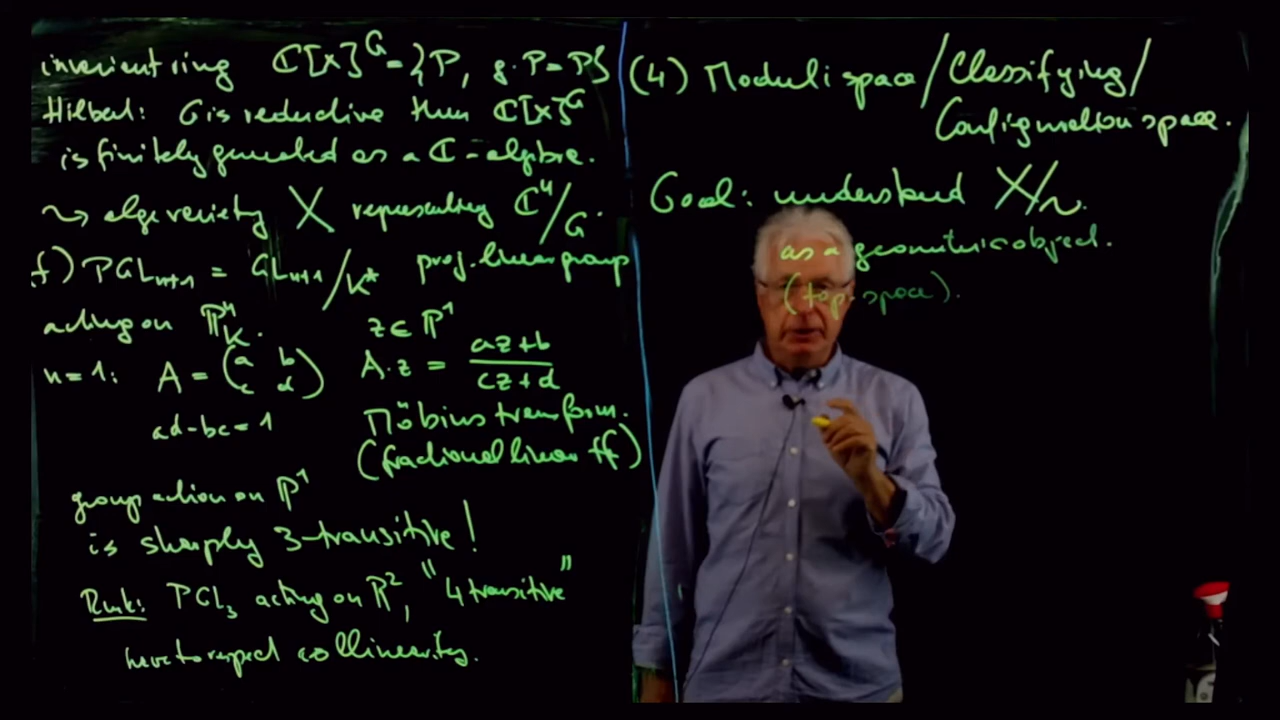 invariant ring ℂ[X]^G = {P, g·P = P}
Hilbert: G is reductive then ℂ[X]^G
is finitely generated as a ℂ-algebra.
⇝ alg. variety X representing ℂ^n/G.
f) PGL_{n+1} = GL_{n+1}/K* proj. linear group
acting on ℙ^n_K. z ∈ ℙ^1
n=1: A = (a b c d) A.z = (az+b)/(cz+d)
ad-bc=1 Möbius transform.
(fractional linear tf)
group action on ℙ^1
is sharply 3-transitive!
Rmk: PGL_3 acting on ℝ^2, "4 transitive"
have to respect collinearity.
(4) Moduli space/Classifying/
Configuration space.
Goal: understand X/~.
as a geometric object.
(top. space).